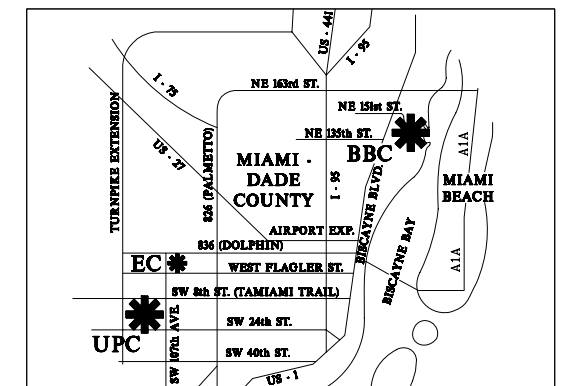 US - 441
I - 95
I - 75
NE 163rd ST.
NE 151st ST.
NE 135th ST.
BBC
TURNPIKE EXTENSION
US - 27
826 (PALMETTO)
MIAMI -
DADE
COUNTY
I - 95
A1A
MIAMI
BEACH
BISCAYNE BLVD.
BISCAYNE BAY
A1A
AIRPORT EXP.
836 (DOLPHIN)
EC
WEST FLAGLER ST.
SW 8th ST. (TAMIAMI TRAIL)
UPC
SW 107th AVE.
SW 24th ST.
SW 40th ST.
US - 1